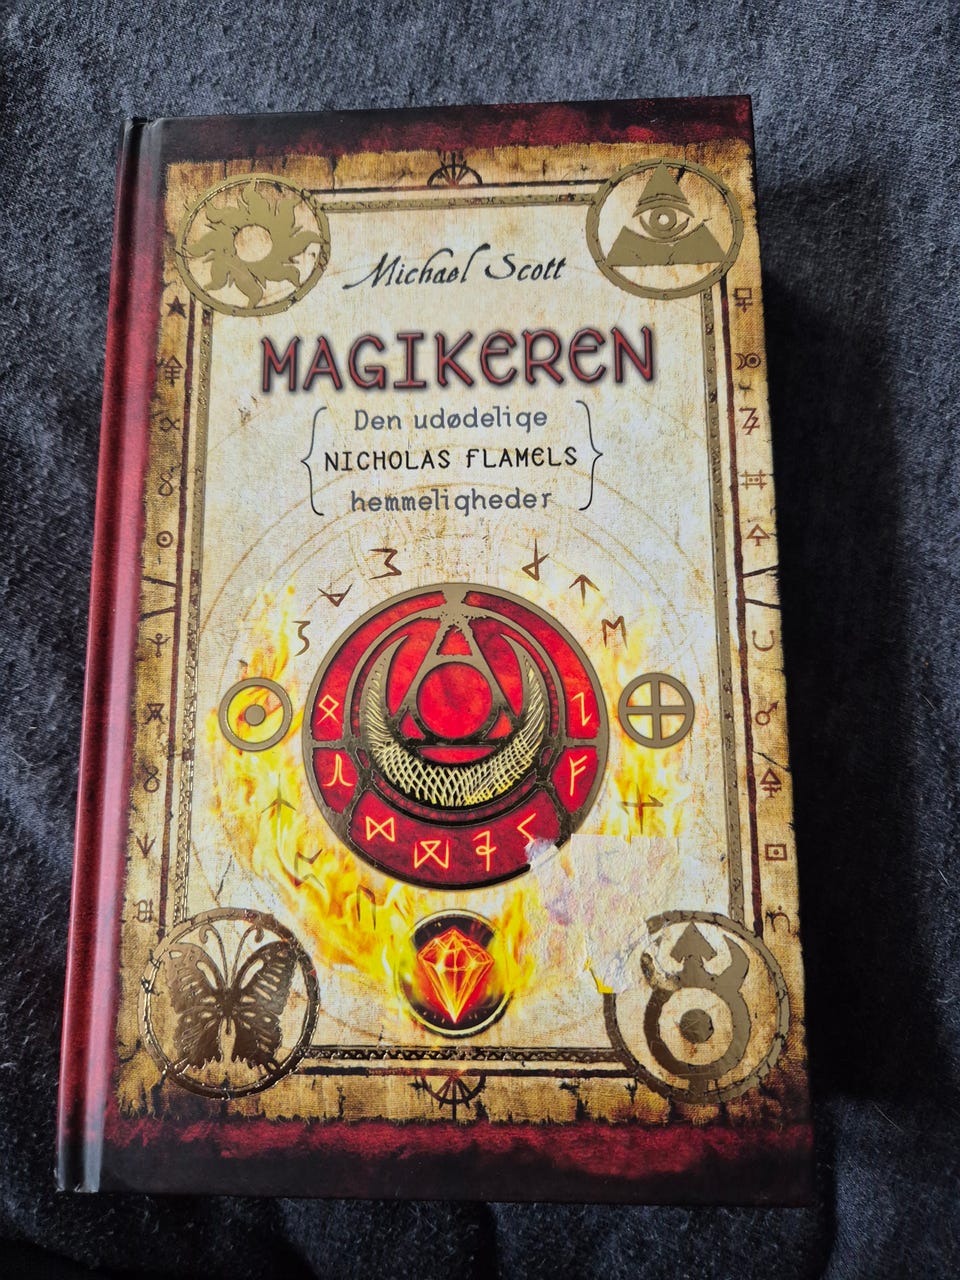 Michael Scott
MAGIKEREN
Den udødelige
NICHOLAS FLAMELS
hemmeligheder